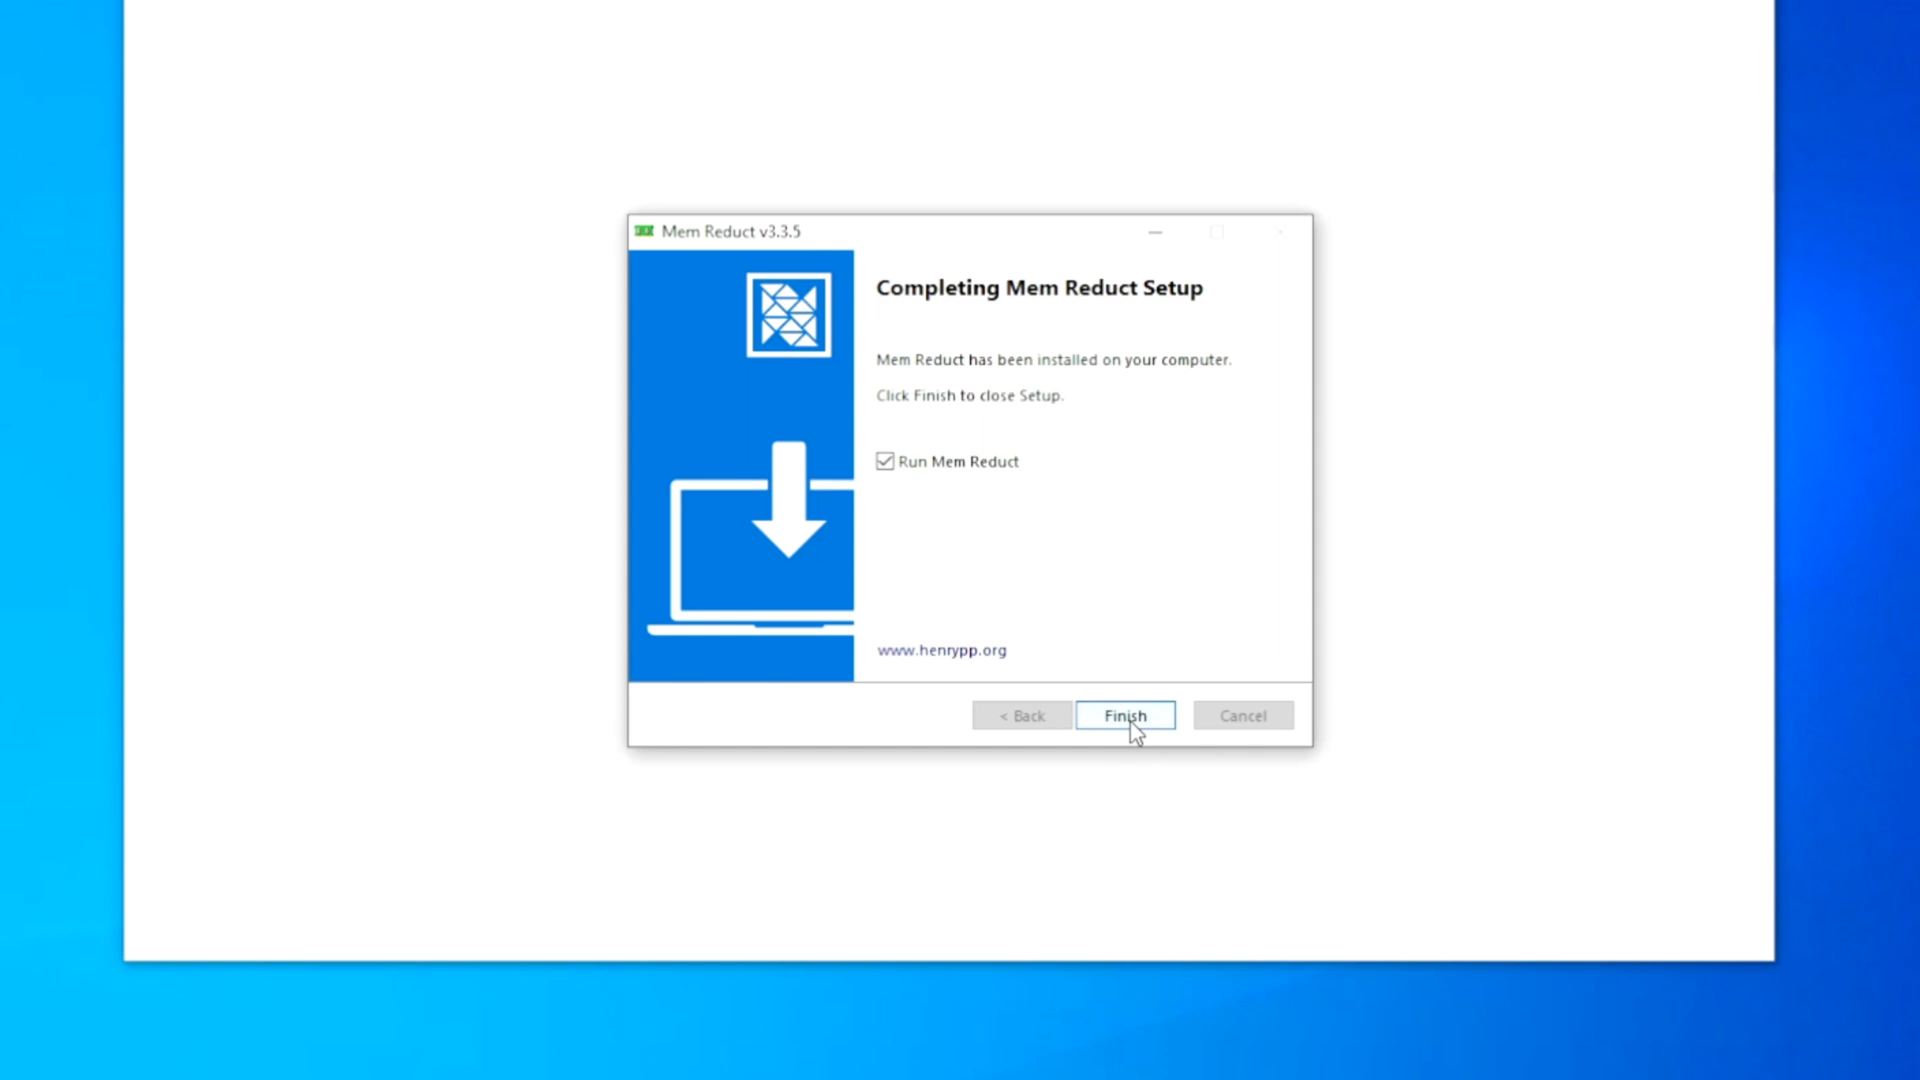 Mem Reduct v3.3.5
Completing Mem Reduct Setup
Mem Reduct has been installed on your computer.
Click Finish to close Setup.
Run Mem Reduct
www.henrypp.org
< Back
Finish
Cancel